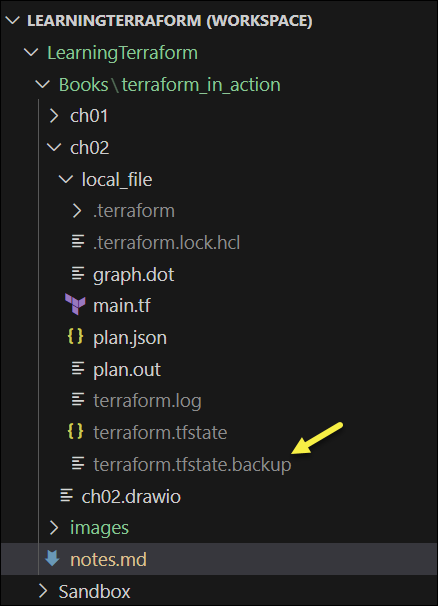 LEARNINGTERRAFORM (WORKSPACE)
LearningTerraform
Books\terraform_in_action
ch01
ch02
local_file
.terraform
.terraform.lock.hcl
graph.dot
main.tf
{} plan.json
plan.out
terraform.log
{} terraform.tfstate
terraform.tfstate.backup
ch02.drawio
images
notes.md
Sandbox